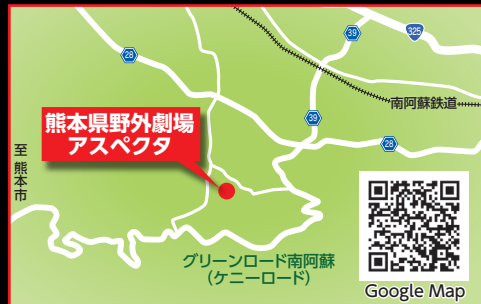 39
325
28
南阿蘇鉄道
39
熊本県野外劇場
アスペクタ
28
至 熊本市
グリーンロード南阿蘇
(ケニーロード)
Google Map